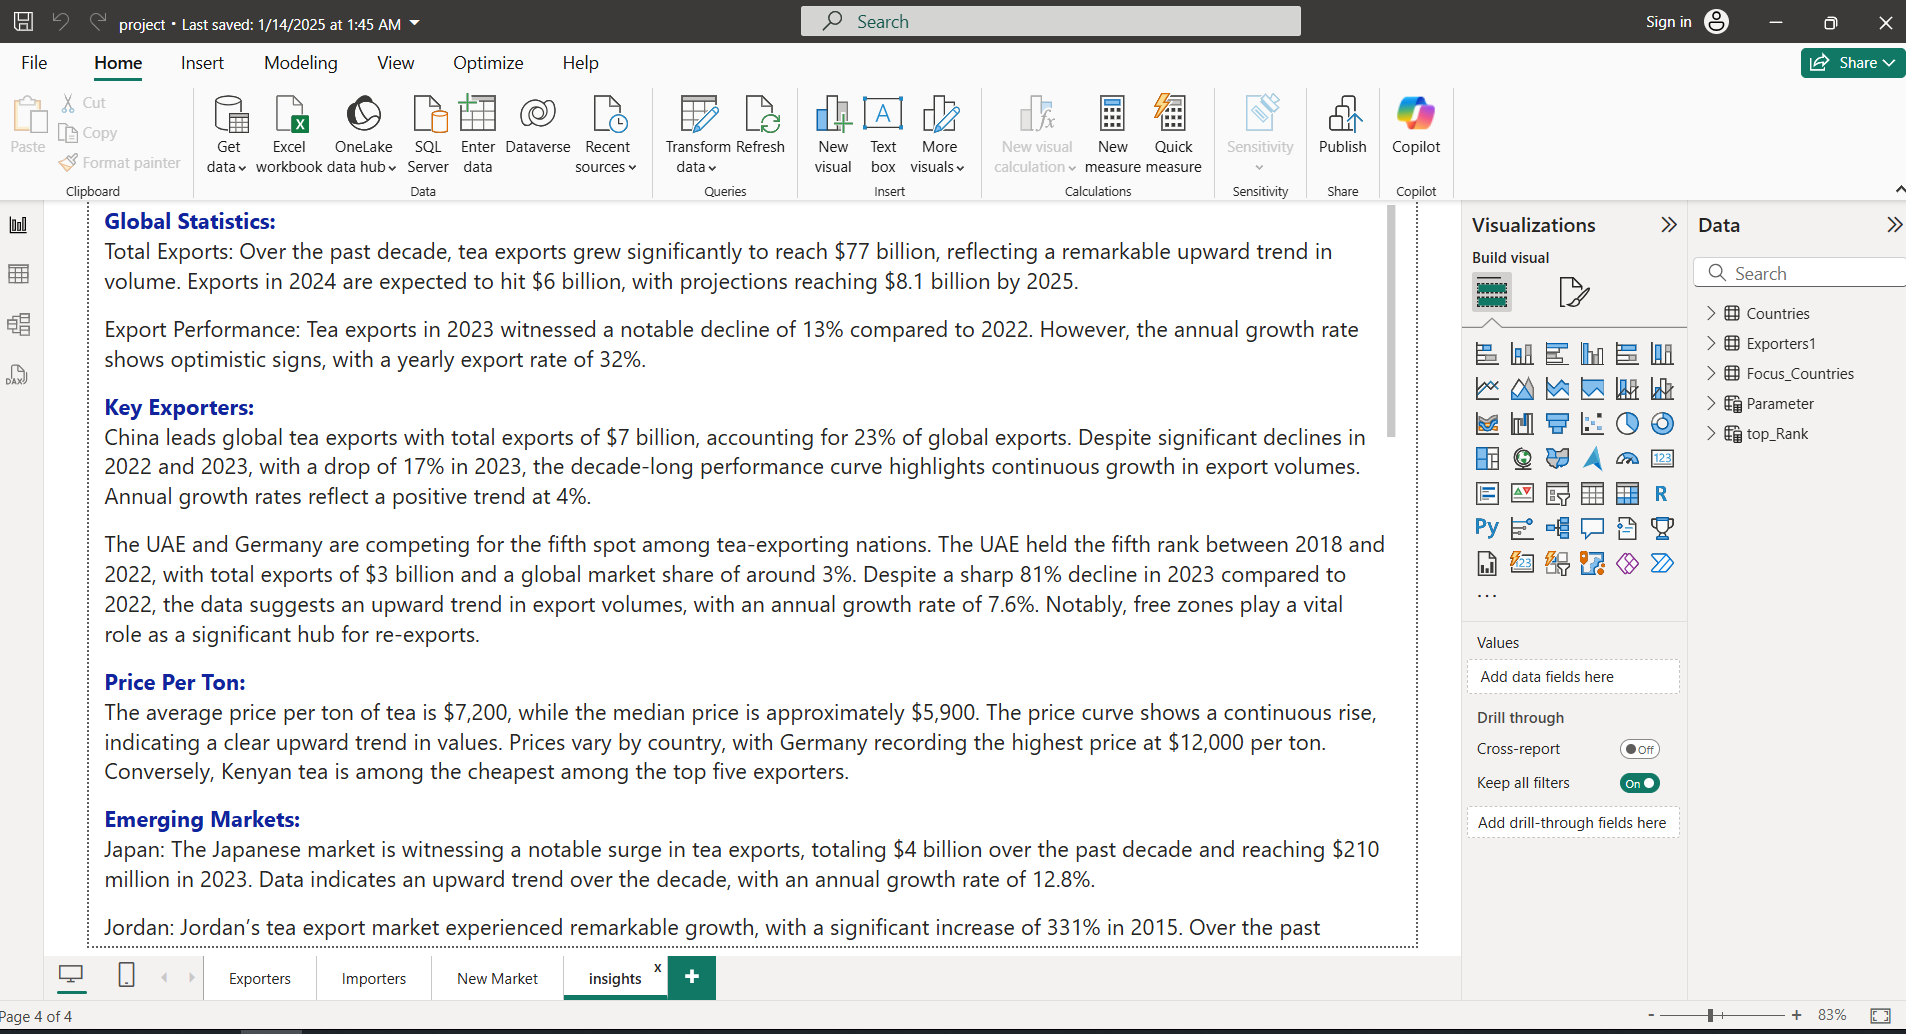 project • Last saved: 1/14/2025 at 1:45 AM
Search
Sign in
File
Home
Insert
Modeling
View
Optimize
Help
Share
Paste
Cut
Copy
Format painter
Clipboard
Get data
Excel workbook
OneLake data hub
SQL Server
Enter data
Dataverse
Recent sources
Data
Transform data
Refresh
Queries
New visual
Text box
More visuals
Insert
New visual calculation
New measure
Quick measure
Calculations
Sensitivity
Sensitivity
Publish
Share
Copilot
Copilot
DAX
Global Statistics:
Total Exports: Over the past decade, tea exports grew significantly to reach $77 billion, reflecting a remarkable upward trend in
volume. Exports in 2024 are expected to hit $6 billion, with projections reaching $8.1 billion by 2025.
Export Performance: Tea exports in 2023 witnessed a notable decline of 13% compared to 2022. However, the annual growth rate
shows optimistic signs, with a yearly export rate of 32%.
Key Exporters:
China leads global tea exports with total exports of $7 billion, accounting for 23% of global exports. Despite significant declines in
2022 and 2023, with a drop of 17% in 2023, the decade-long performance curve highlights continuous growth in export volumes.
Annual growth rates reflect a positive trend at 4%.
The UAE and Germany are competing for the fifth spot among tea-exporting nations. The UAE held the fifth rank between 2018 and
2022, with total exports of $3 billion and a global market share of around 3%. Despite a sharp 81% decline in 2023 compared to
2022, the data suggests an upward trend in export volumes, with an annual growth rate of 7.6%. Notably, free zones play a vital
role as a significant hub for re-exports.
Price Per Ton:
The average price per ton of tea is $7,200, while the median price is approximately $5,900. The price curve shows a continuous rise,
indicating a clear upward trend in values. Prices vary by country, with Germany recording the highest price at $12,000 per ton.
Conversely, Kenyan tea is among the cheapest among the top five exporters.
Emerging Markets:
Japan: The Japanese market is witnessing a notable surge in tea exports, totaling $4 billion over the past decade and reaching $210
million in 2023. Data indicates an upward trend over the decade, with an annual growth rate of 12.8%.
Jordan: Jordan’s tea export market experienced remarkable growth, with a significant increase of 331% in 2015. Over the past
Visualizations
Build visual
123
R
Py
123
...
Values
Add data fields here
Drill through
Cross-report
Off
Keep all filters
On
Add drill-through fields here
Data
Search
Countries
Exporters1
Focus_Countries
Parameter
top_Rank
Exporters
Importers
New Market
insights
x
+
Page 4 of 4
- + 83%